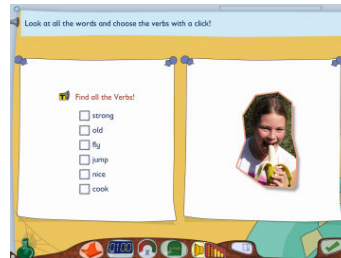 Look at all the words and choose the verbs with a click!
Find all the Verbs!
strong
old
fly
jump
nice
cook
0100